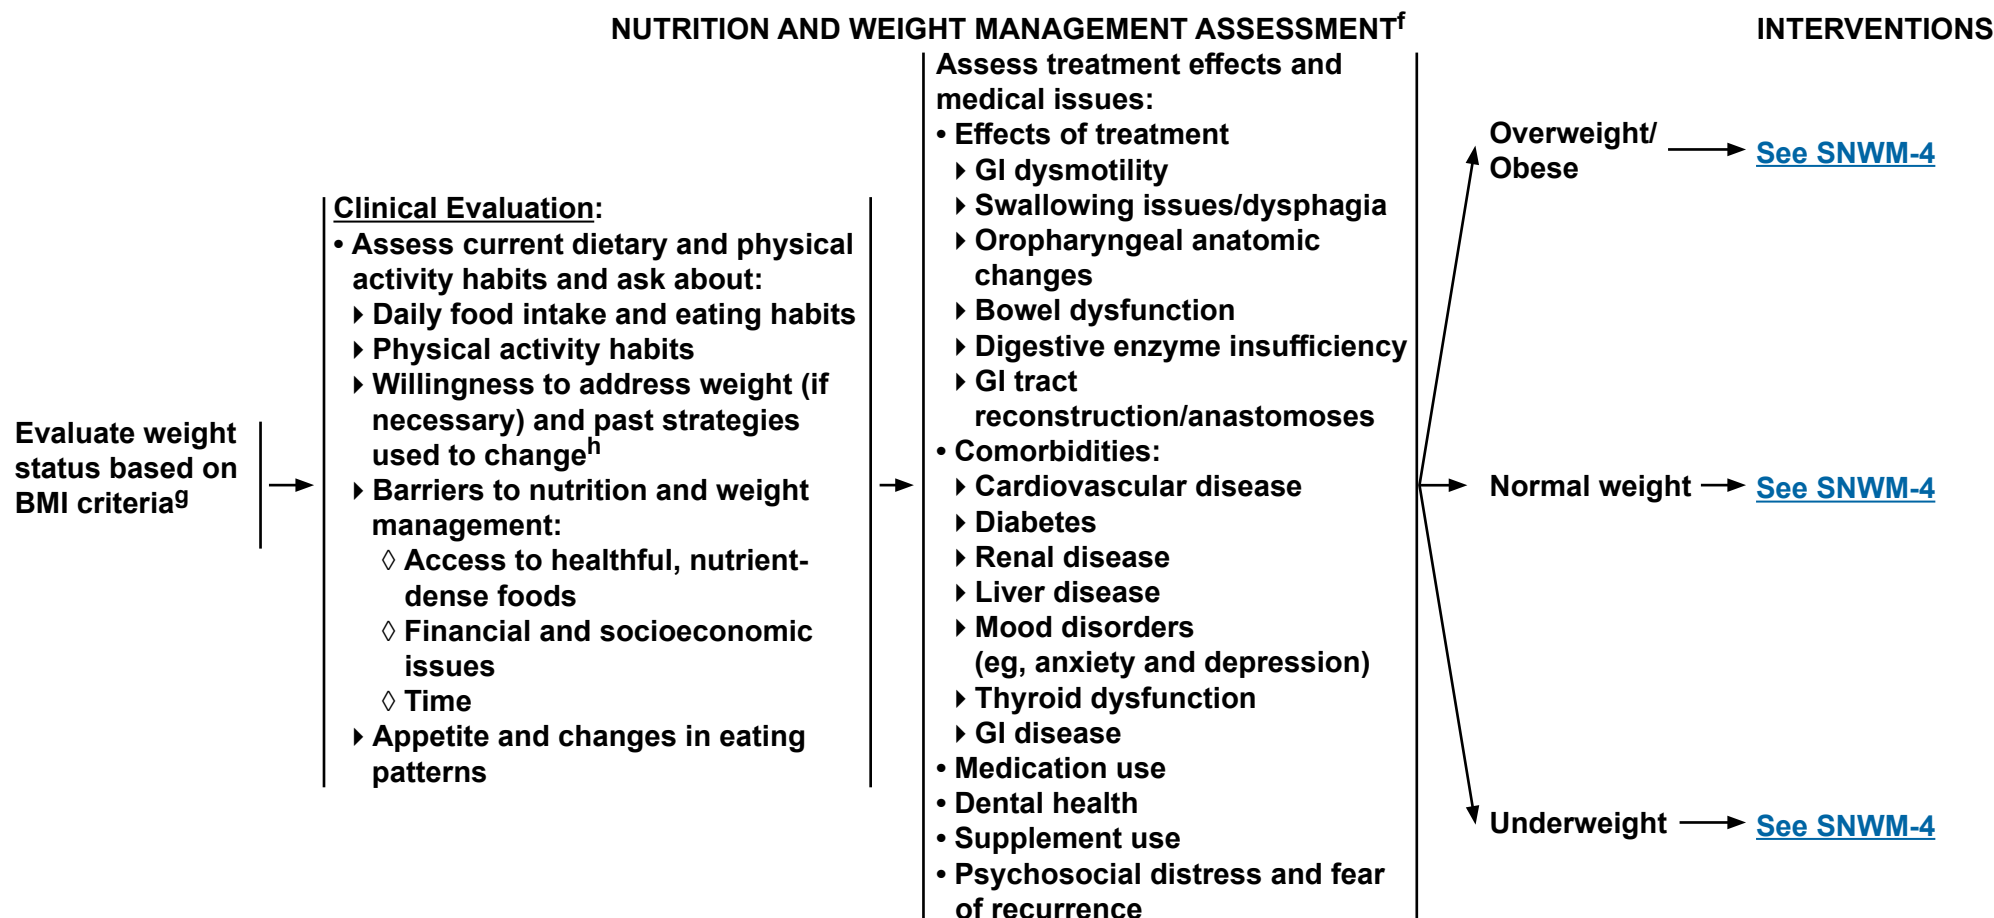 NUTRITION AND WEIGHT MANAGEMENT ASSESSMENTf
INTERVENTIONS
Evaluate weight
status based on
BMI criteriag
Clinical Evaluation:
• Assess current dietary and physical
activity habits and ask about:
▸ Daily food intake and eating habits
▸ Physical activity habits
▸ Willingness to address weight (if
necessary) and past strategies
used to changeh
▸ Barriers to nutrition and weight
management:
◊ Access to healthful, nutrient-
dense foods
◊ Financial and socioeconomic
issues
◊ Time
▸ Appetite and changes in eating
patterns
Assess treatment effects and
medical issues:
• Effects of treatment
▸ GI dysmotility
▸ Swallowing issues/dysphagia
▸ Oropharyngeal anatomic
changes
▸ Bowel dysfunction
▸ Digestive enzyme insufficiency
▸ GI tract
reconstruction/anastomoses
• Comorbidities:
▸ Cardiovascular disease
▸ Diabetes
▸ Renal disease
▸ Liver disease
▸ Mood disorders
(eg, anxiety and depression)
▸ Thyroid dysfunction
▸ GI disease
• Medication use
• Dental health
• Supplement use
• Psychosocial distress and fear
of recurrence
Overweight/
Obese
See SNWM-4
Normal weight
See SNWM-4
Underweight
See SNWM-4